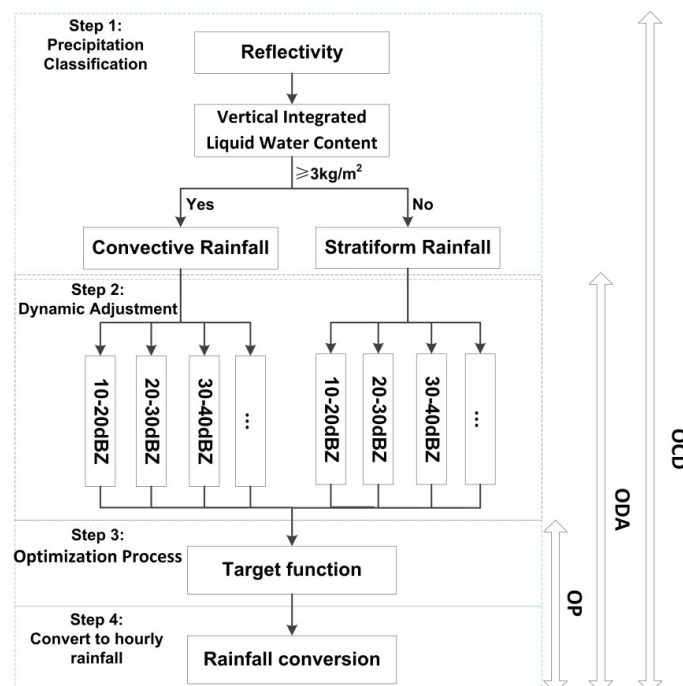 Step 1:
Precipitation
Classification
Reflectivity
Vertical Integrated
Liquid Water Content
≥3kg/m²
Yes
No
Convective Rainfall
Stratiform Rainfall
Step 2:
Dynamic Adjustment
10-20dBZ
20-30dBZ
30-40dBZ
...
10-20dBZ
20-30dBZ
30-40dBZ
...
Step 3:
Optimization Process
Target function
Step 4:
Convert to hourly
rainfall
Rainfall conversion
OP
ODA
OCD